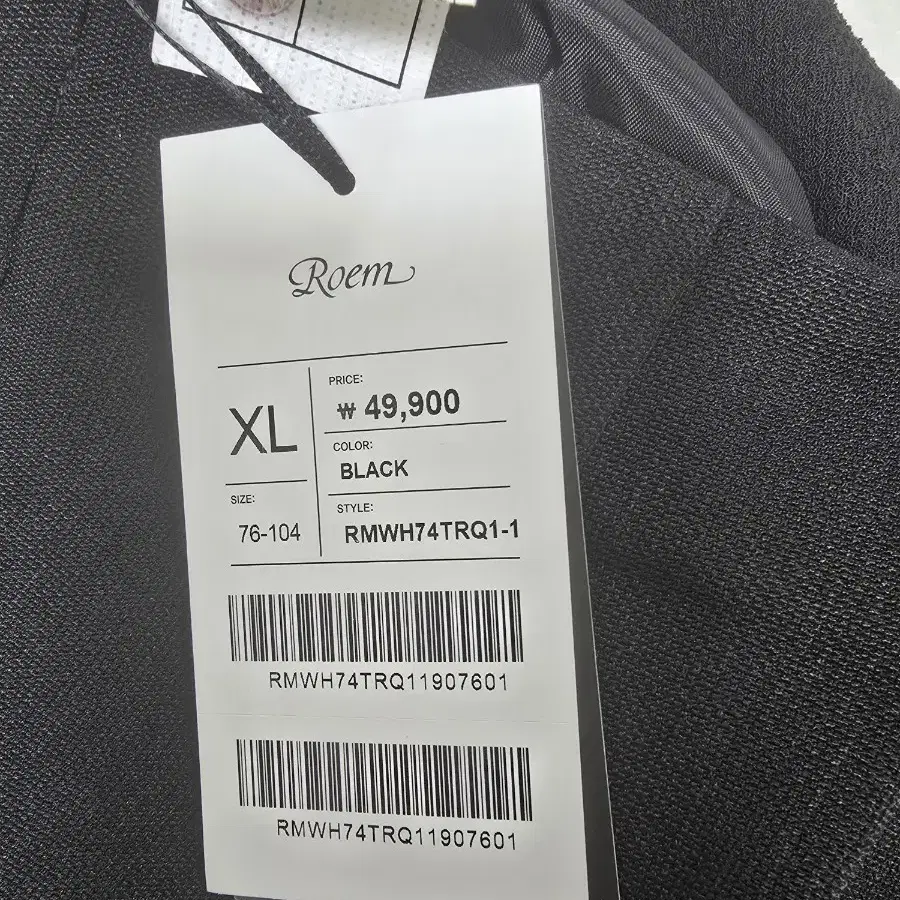 Roem
XL
SIZE:
76-104
PRICE:
₩ 49,900
COLOR:
BLACK
STYLE:
RMWH74TRQ1-1
RMWH74TRQ11907601
RMWH74TRQ11907601